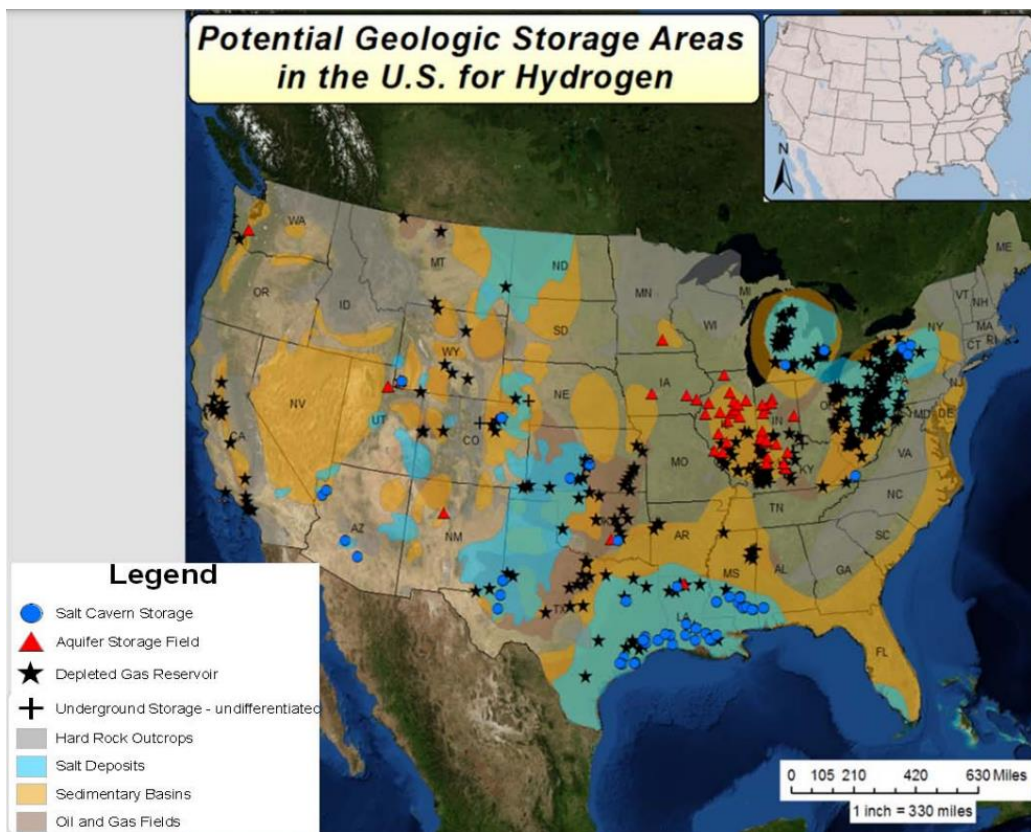 Potential Geologic Storage Areas
in the U.S. for Hydrogen
N
WA
MT
ND
MN
ME
OR
ID
SD
WI
MI
VT
NH
NY
MA
CT
RI
WY
IA
PA
NJ
NV
NE
OH
MD
DE
UT
CO
IN
CA
MO
KY
VA
AZ
NM
TN
NC
AR
SC
MS
AL
GA
TX
LA
FL
Legend
Salt Cavern Storage
Aquifer Storage Field
Depleted Gas Reservoir
Underground Storage - undifferentiated
Hard Rock Outcrops
Salt Deposits
Sedimentary Basins
Oil and Gas Fields
0 105 210 420 630 Miles
1 inch = 330 miles